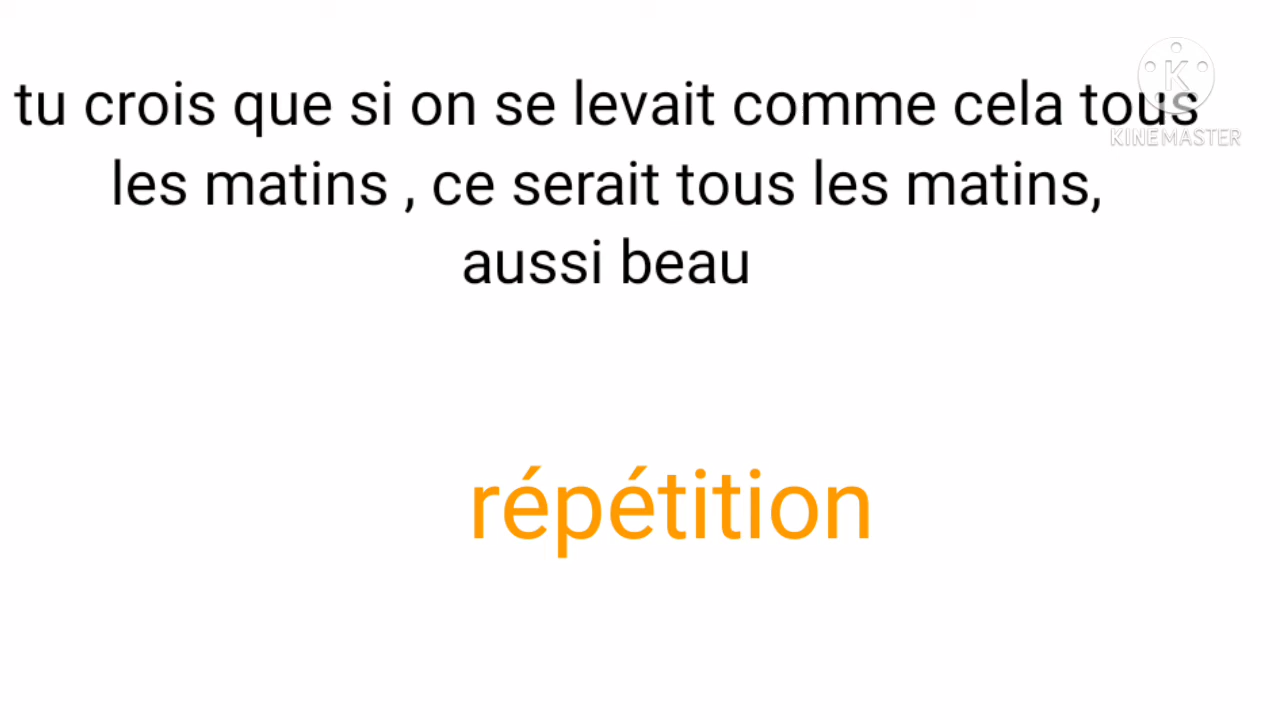 tu crois que si on se levait comme cela tous
les matins , ce serait tous les matins,
aussi beau
répétition
K
KINEMASTER